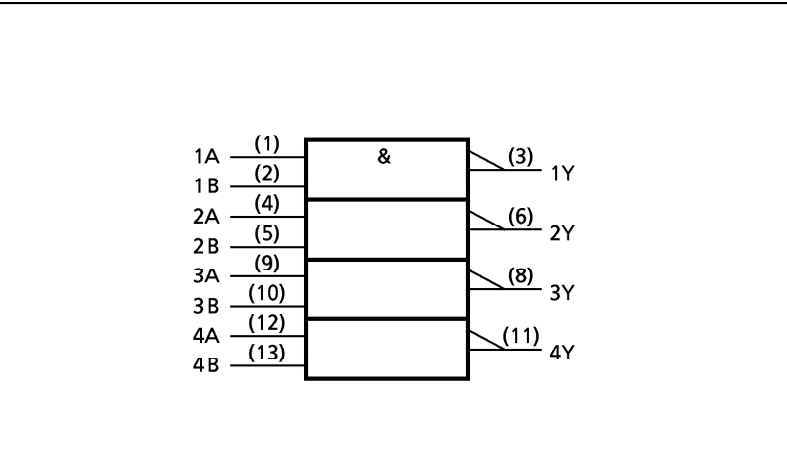 1A (1) & (3) 1Y
1B (2)
2A (4) (6) 2Y
2B (5)
3A (9) (8) 3Y
3B (10)
4A (12) (11) 4Y
4B (13)